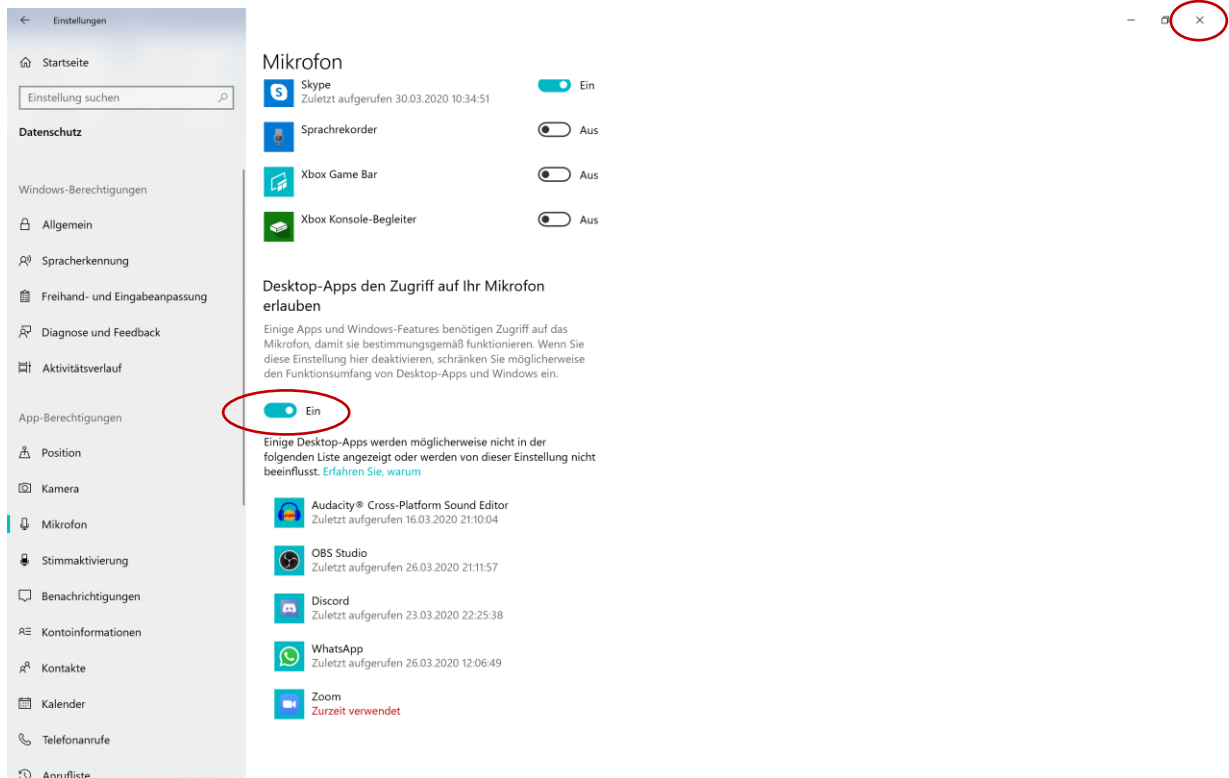 Einstellungen
Startseite
Einstellung suchen
Datenschutz
Windows-Berechtigungen
Allgemein
Spracherkennung
Freihand- und Eingabeanpassung
Diagnose und Feedback
Aktivitätsverlauf
App-Berechtigungen
Position
Kamera
Mikrofon
Stimmaktivierung
Benachrichtigungen
Kontoinformationen
Kontakte
Kalender
Telefonanrufe
Anrufliste
Mikrofon
Skype
Ein
Zuletzt aufgerufen 30.03.2020 10:34:51
Sprachrekorder
Aus
Xbox Game Bar
Aus
Xbox Konsole-Begleiter
Aus
Desktop-Apps den Zugriff auf Ihr Mikrofon
erlauben
Einige Apps und Windows-Features benötigen Zugriff auf das
Mikrofon, damit sie bestimmungsgemäß funktionieren. Wenn Sie
diese Einstellung hier deaktivieren, schränken Sie möglicherweise
den Funktionsumfang von Desktop-Apps und Windows ein.
Ein
Einige Desktop-Apps werden möglicherweise nicht in der
folgenden Liste angezeigt oder werden von dieser Einstellung nicht
beeinflusst. Erfahren Sie, warum
Audacity® Cross-Platform Sound Editor
Zuletzt aufgerufen 16.03.2020 21:10:04
OBS Studio
Zuletzt aufgerufen 26.03.2020 21:11:57
Discord
Zuletzt aufgerufen 23.03.2020 22:25:38
WhatsApp
Zuletzt aufgerufen 26.03.2020 12:06:49
Zoom
Zurzeit verwendet